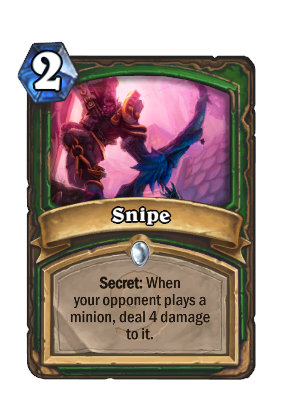 2
Snipe
Secret: When
your opponent plays a
minion, deal 4 damage
to it.